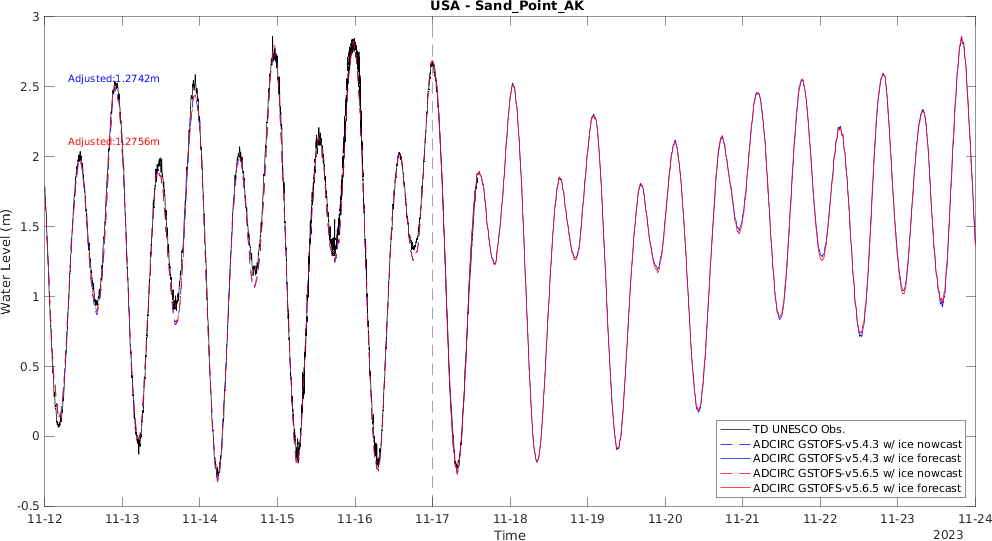 USA - Sand_Point_AK
3
2.5
2
1.5
1
0.5
0
-0.5
Water Level (m)
Adjusted:1.2742m
Adjusted:1.2756m
TD UNESCO Obs.
ADCIRC GSTOFS-v5.4.3 w/ ice nowcast
ADCIRC GSTOFS-v5.4.3 w/ ice forecast
ADCIRC GSTOFS-v5.6.5 w/ ice nowcast
ADCIRC GSTOFS-v5.6.5 w/ ice forecast
11-12 11-13 11-14 11-15 11-16 11-17 11-18 11-19 11-20 11-21 11-22 11-23 11-24
Time
2023